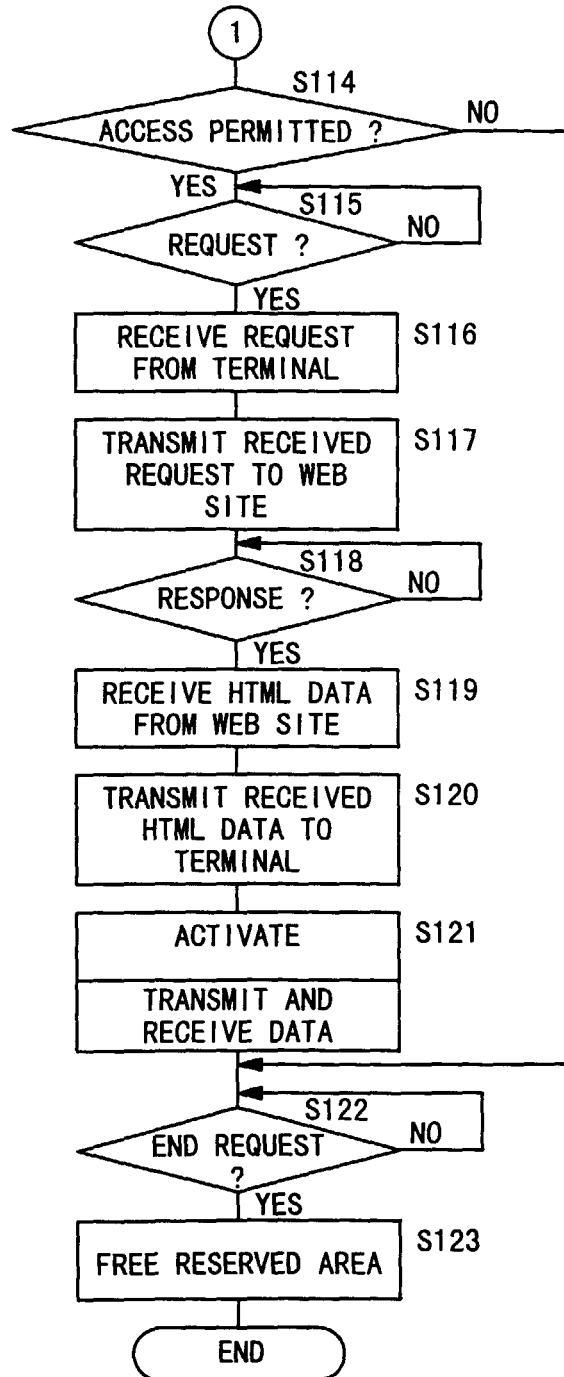 1
S114
ACCESS PERMITTED ?
NO
YES
S115
REQUEST ?
NO
YES
RECEIVE REQUEST
FROM TERMINAL
S116
TRANSMIT RECEIVED
REQUEST TO WEB
SITE
S117
S118
RESPONSE ?
NO
YES
RECEIVE HTML DATA
FROM WEB SITE
S119
TRANSMIT RECEIVED
HTML DATA TO
TERMINAL
S120
ACTIVATE
S121
TRANSMIT AND
RECEIVE DATA
S122
END REQUEST
?
NO
YES
FREE RESERVED AREA
S123
END